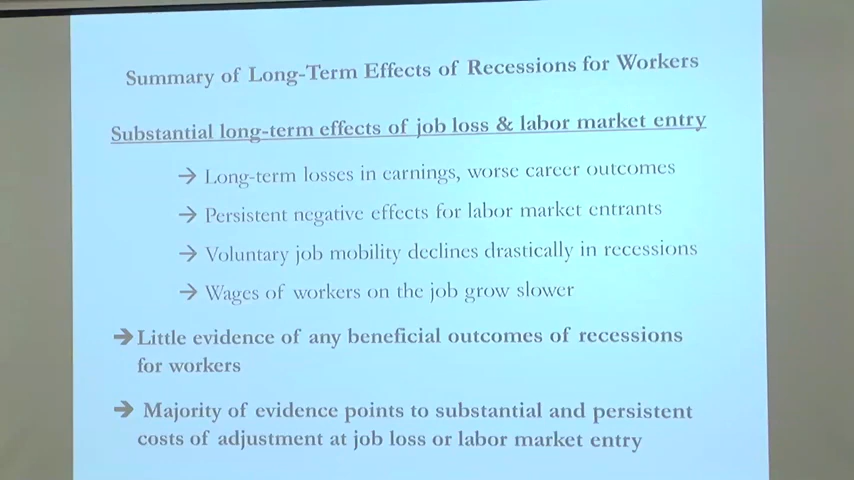 Summary of Long-Term Effects of Recessions for Workers
Substantial long-term effects of job loss & labor market entry
→ Long-term losses in earnings, worse career outcomes
→ Persistent negative effects for labor market entrants
→ Voluntary job mobility declines drastically in recessions
→ Wages of workers on the job grow slower
➔ Little evidence of any beneficial outcomes of recessions
for workers
➔ Majority of evidence points to substantial and persistent
costs of adjustment at job loss or labor market entry